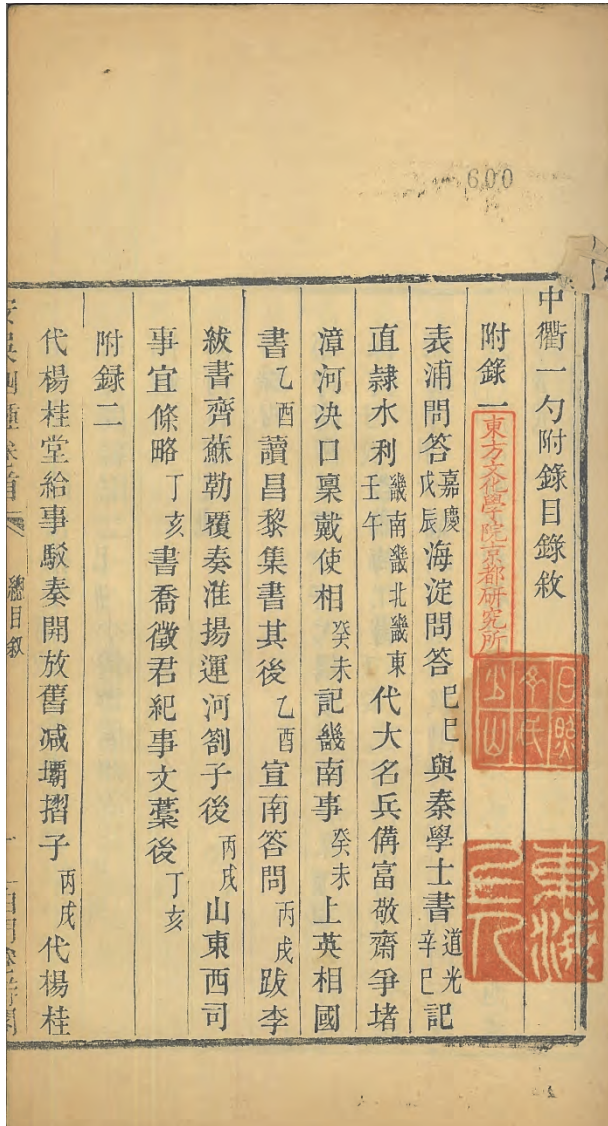 600
中衢一勺附錄目錄敘
附錄一
表浦問答嘉慶戊辰海淀問答己巳與秦學士書道光辛巳記
直隸水利畿南畿北畿東壬午代大名兵備富敬齋爭堵
漳河決口稟戴使相癸未記畿南事癸未上英相國
書乙酉讀昌黎集書其後乙酉宣南答問丙戌跋李
紱書齊蘇勒覆奏淮揚運河劄子後丙戌山東西司
事宜條略丁亥書喬徵君紀事文藁後丁亥
附錄二
代楊桂堂給事駁奏開放舊減壩摺子丙戌代楊桂
總目叙
東方文化學院京都研究所